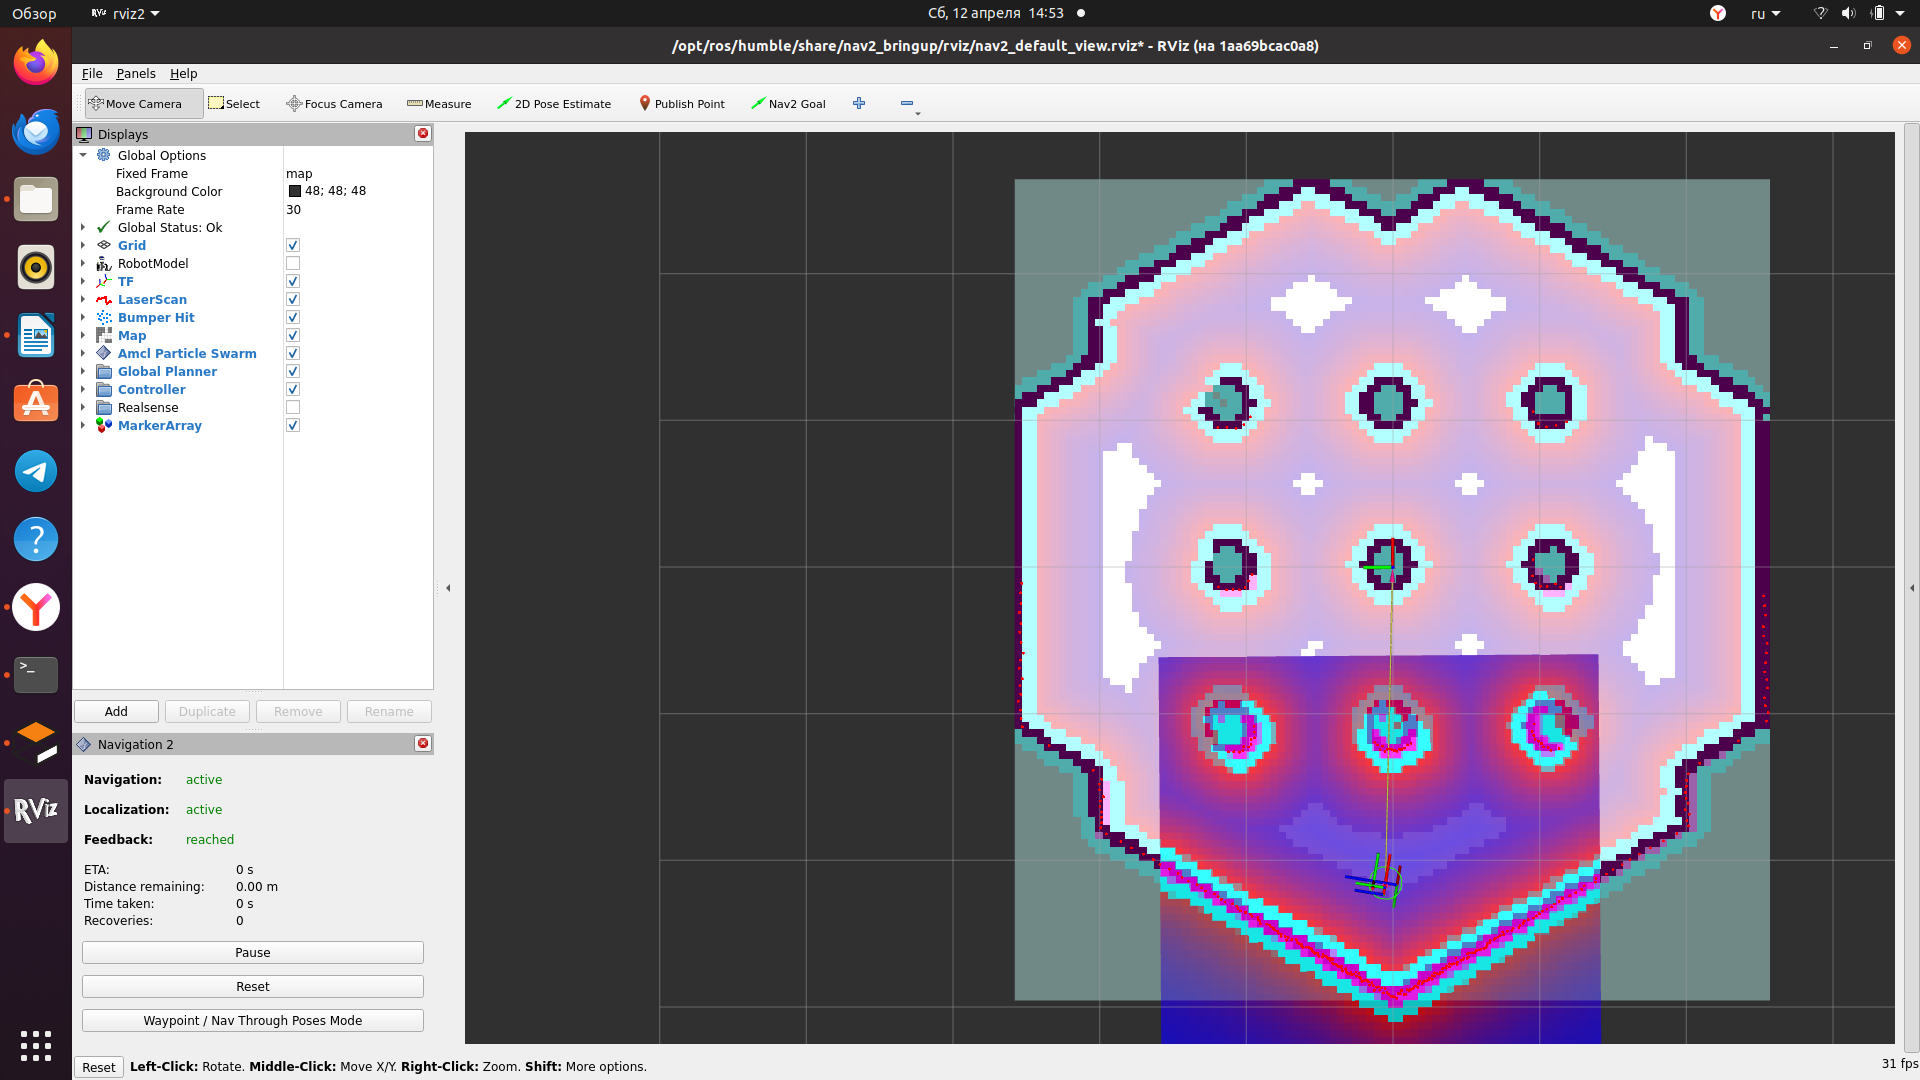 Обзор rviz2 Сб, 12 апреля 14:53 ru
/opt/ros/humble/share/nav2_bringup/rviz/nav2_default_view.rviz* - RViz (на 1aa69bcac0a8)
File Panels Help
Move Camera Select Focus Camera Measure 2D Pose Estimate Publish Point Nav2 Goal
Displays
Global Options
Fixed Frame map
Background Color 48; 48; 48
Frame Rate 30
Global Status: Ok
Grid
RobotModel
TF
LaserScan
Bumper Hit
Map
Amcl Particle Swarm
Global Planner
Controller
Realsense
MarkerArray
Add Duplicate Remove Rename
Navigation 2
Navigation: active
Localization: active
Feedback: reached
ETA: 0 s
Distance remaining: 0.00 m
Time taken: 0 s
Recoveries: 0
Pause
Reset
Waypoint / Nav Through Poses Mode
RViz
Reset Left-Click: Rotate. Middle-Click: Move X/Y. Right-Click: Zoom. Shift: More options. 31 fps